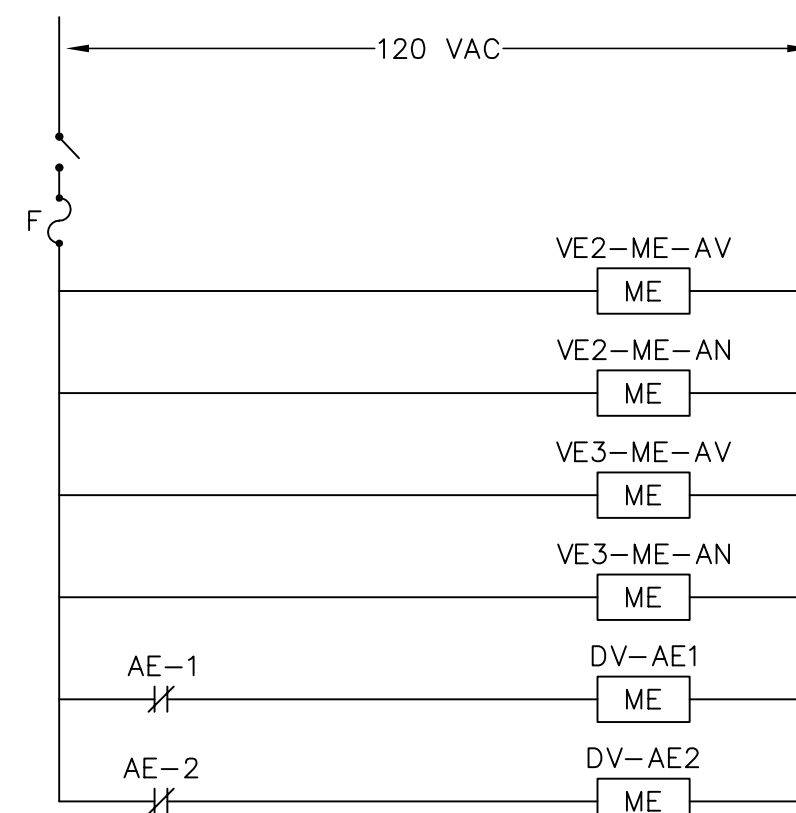 120 VAC
F
VE2-ME-AV
ME
VE2-ME-AN
ME
VE3-ME-AV
ME
VE3-ME-AN
ME
AE-1
DV-AE1
ME
AE-2
DV-AE2
ME